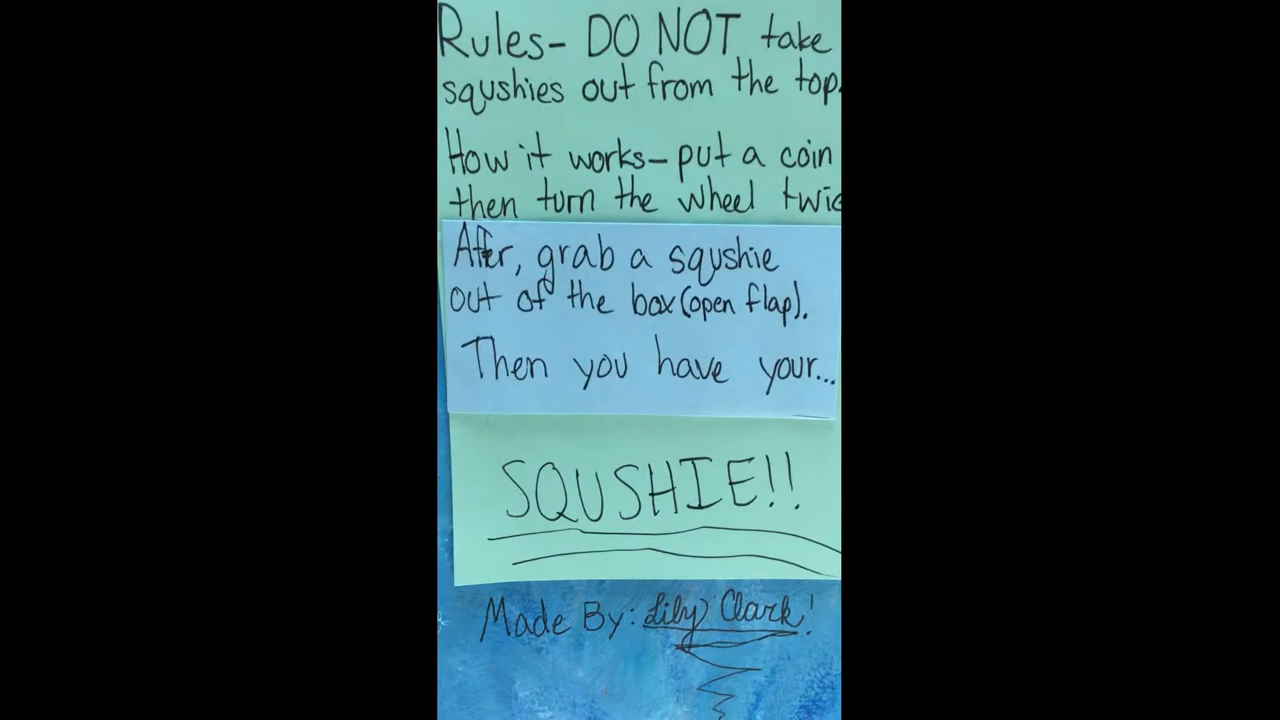 Rules- DO NOT take
squshies out from the top.
How it works- put a coin
then turn the wheel twic
After, grab a squshie
out of the box (open flap).
Then you have your...
SQUSHIE!!
Made By: Lily Clark!